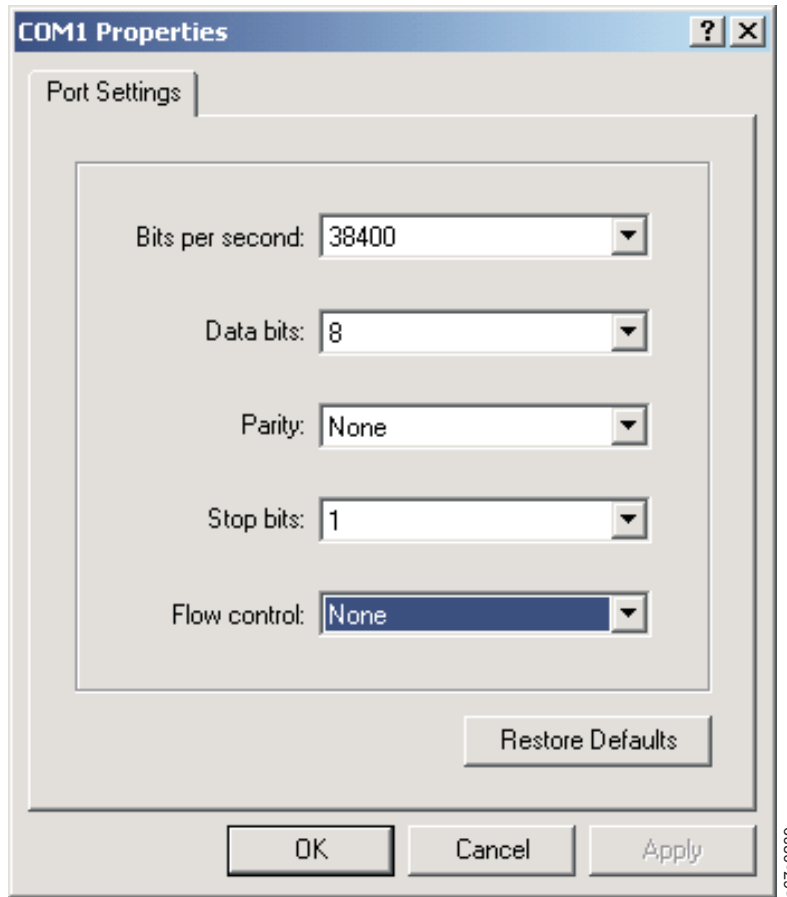 COM1 Properties
Port Settings
Bits per second: 38400
Data bits: 8
Parity: None
Stop bits: 1
Flow control: None
Restore Defaults
OK Cancel Apply